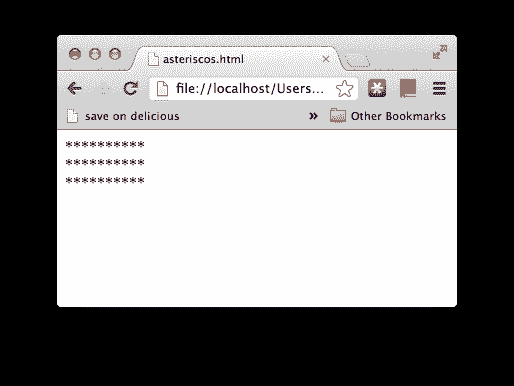 asteriscos.html
file://localhost/Users...
save on delicious » Other Bookmarks
**********
**********
**********